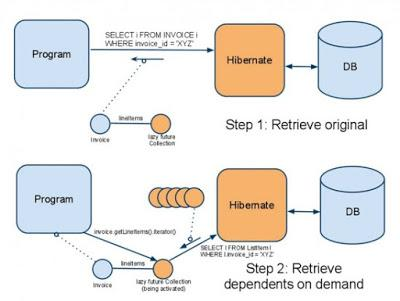 Program
SELECT i FROM INVOICE i
WHERE invoice_id = 'XYZ'
Hibernate
DB
lineItems
Invoice
lazy future
Collection
Step 1: Retrieve original
Program
Hibernate
DB
invoice.getLineItems().iterator()
SELECT l FROM ListItem l
WHERE l.invoice_id = 'XYZ'
lineItems
Invoice
lazy future Collection
(being activated)
Step 2: Retrieve
dependents on demand